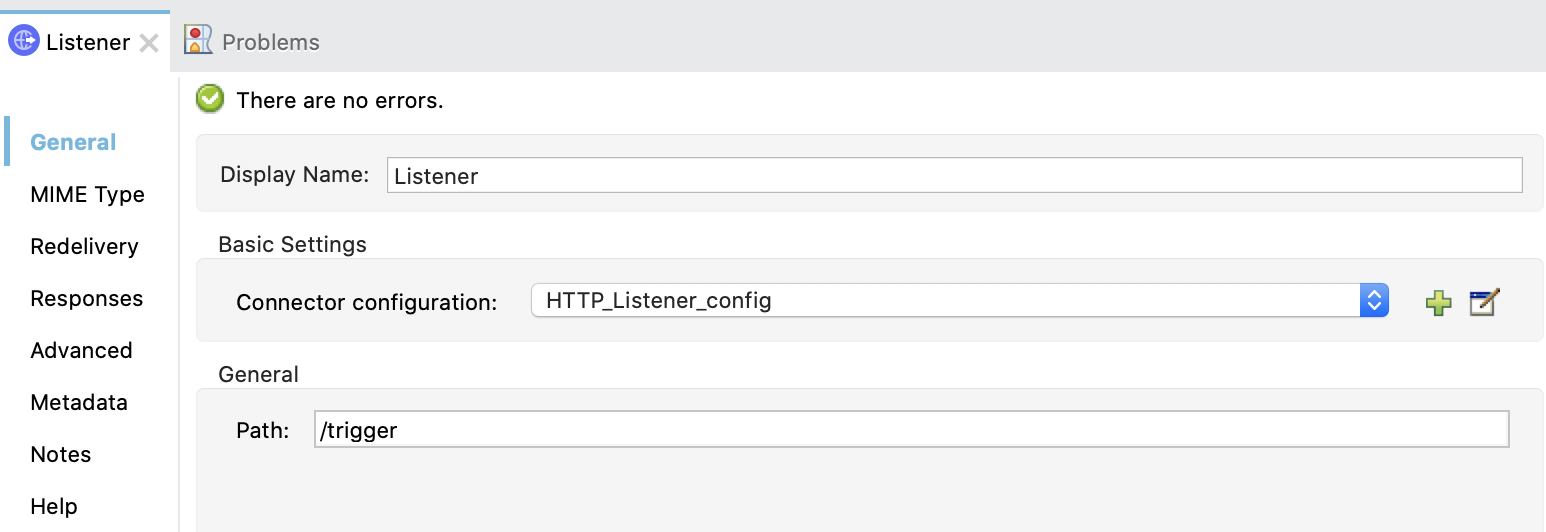 Listener Problems
There are no errors.
General
Display Name: Listener
MIME Type
Redelivery
Basic Settings
Responses
Connector configuration: HTTP_Listener_config
Advanced
General
Metadata
Path: /trigger
Notes
Help